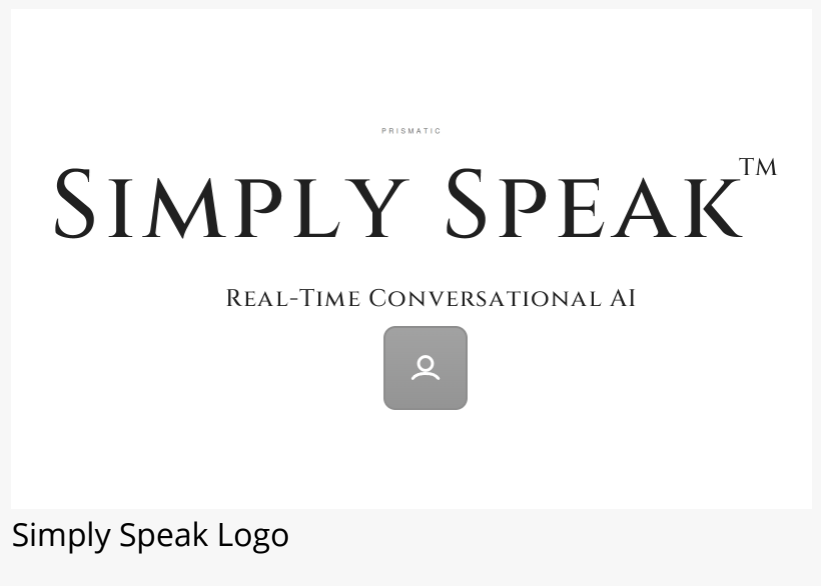 PRISMATIC
Simply Speak™
Real-Time Conversational AI
Simply Speak Logo